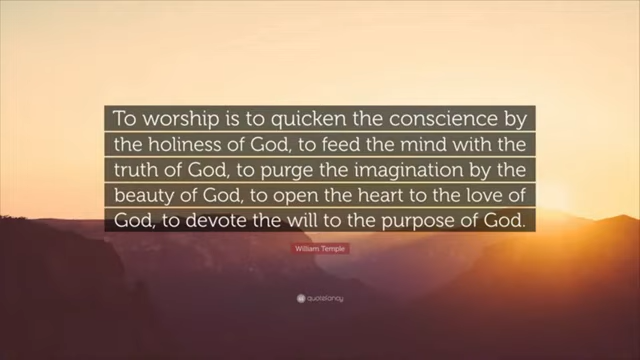 To worship is to quicken the conscience by
the holiness of God, to feed the mind with the
truth of God, to purge the imagination by the
beauty of God, to open the heart to the love of
God, to devote the will to the purpose of God.
William Temple
quotefancy